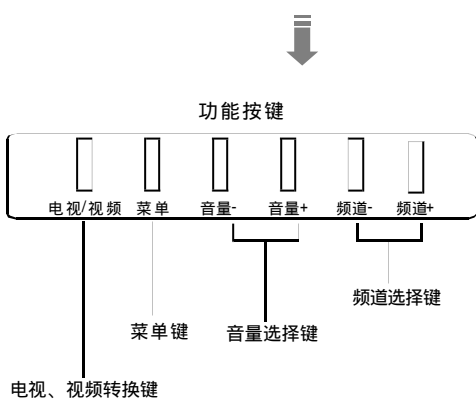 功能按键
电视/视频 菜单 音量- 音量+ 频道- 频道+
频道选择键
菜单键 音量选择键
电视、视频转换键